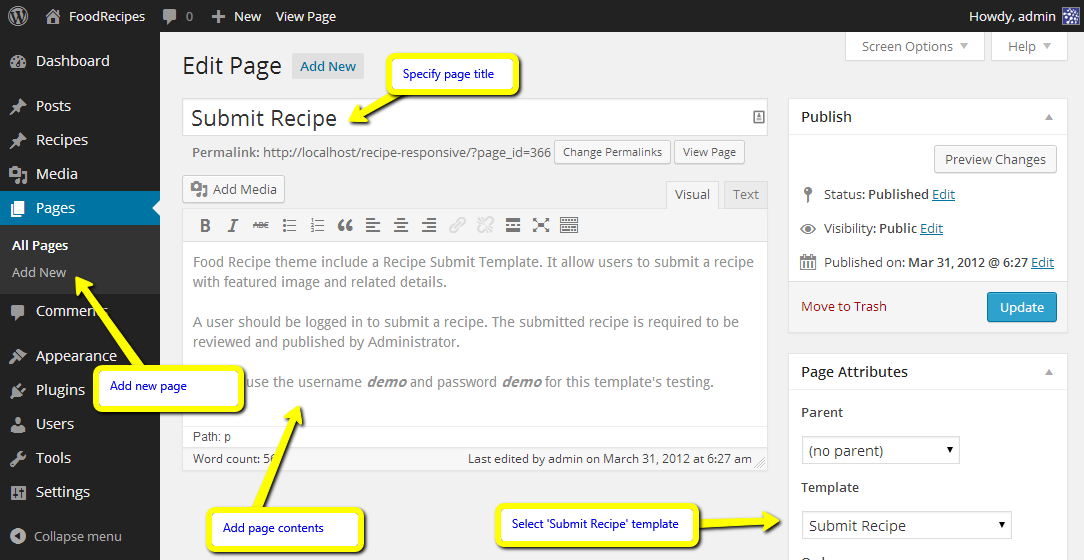 FoodRecipes 0 New View Page Howdy, admin
Dashboard
Posts
Recipes
Media
Pages
All Pages
Add New
Appearance
Plugins
Users
Tools
Settings
Collapse menu
Screen Options Help
Edit Page Add New
Specify page title
Submit Recipe
Permalink: http://localhost/recipe-responsive/?page_id=366 Change Permalinks View Page
Add Media
Visual Text
B I ABC
Food Recipe theme include a Recipe Submit Template. It allow users to submit a recipe
with featured image and related details.
A user should be logged in to submit a recipe. The submitted recipe is required to be
reviewed and published by Administrator.
use the username demo and password demo for this template's testing.
Path: p
Word count: Last edited by admin on March 31, 2012 at 6:27 am
Add new page
Add page contents
Select 'Submit Recipe' template
Publish
Preview Changes
Status: Published Edit
Visibility: Public Edit
Published on: Mar 31, 2012 @ 6:27 Edit
Move to Trash Update
Page Attributes
Parent
(no parent)
Template
Submit Recipe